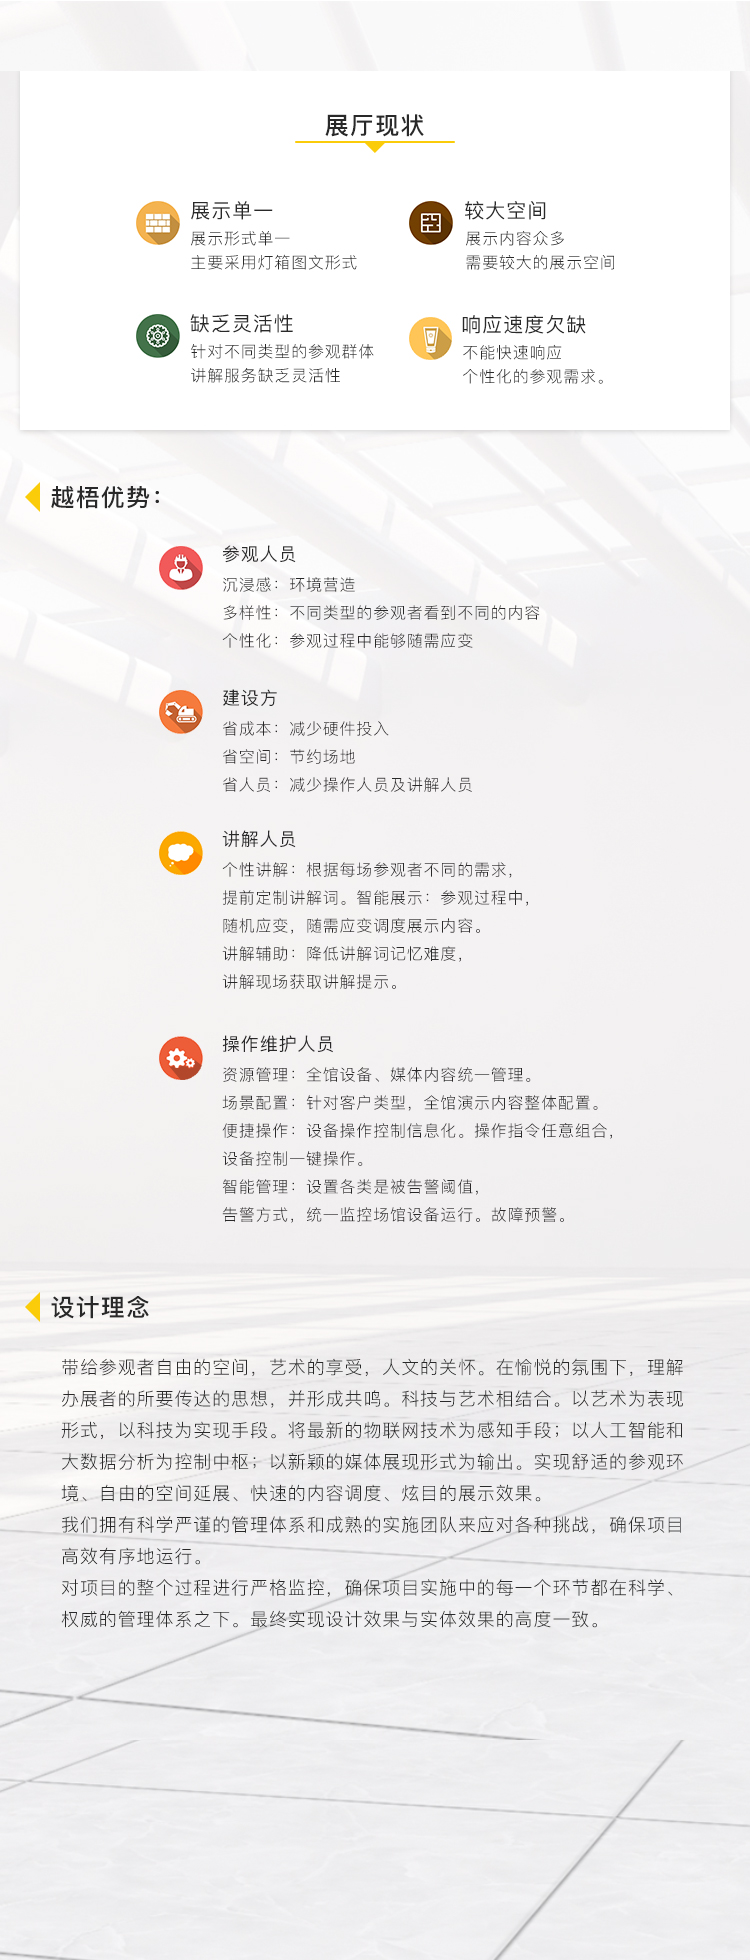 展厅现状
展示单一
展示形式单一
主要采用灯箱图文形式
较大空间
展示内容众多
需要较大的展示空间
缺乏灵活性
针对不同类型的参观群体
讲解服务缺乏灵活性
响应速度欠缺
不能快速响应
个性化的参观需求。
越梧优势：
参观人员
沉浸感：环境营造
多样性：不同类型的参观者看到不同的内容
个性化：参观过程中能够随需应变
建设方
省成本：减少硬件投入
省空间：节约场地
省人员：减少操作人员及讲解人员
讲解人员
个性讲解：根据每场参观者不同的需求，
提前定制讲解词。智能展示：参观过程中，
随机应变，随需应变调度展示内容。
讲解辅助：降低讲解词记忆难度，
讲解现场获取讲解提示。
操作维护人员
资源管理：全馆设备、媒体内容统一管理。
场景配置：针对客户类型，全馆演示内容整体配置。
便捷操作：设备操作控制信息化。操作指令任意组合，
设备控制一键操作。
智能管理：设置各类是被告警阈值，
告警方式，统一监控场馆设备运行。故障预警。
设计理念
带给参观者自由的空间，艺术的享受，人文的关怀。在愉悦的氛围下，理解
办展者的所要传达的思想，并形成共鸣。科技与艺术相结合。以艺术为表现
形式，以科技为实现手段。将最新的物联网技术为感知手段；以人工智能和
大数据分析为控制中枢；以新颖的媒体展现形式为输出。实现舒适的参观环
境、自由的空间延展、快速的内容调度、炫目的展示效果。
我们拥有科学严谨的管理体系和成熟的实施团队来应对各种挑战，确保项目
高效有序地运行。
对项目的整个过程进行严格监控，确保项目实施中的每一个环节都在科学、
权威的管理体系之下。最终实现设计效果与实体效果的高度一致。